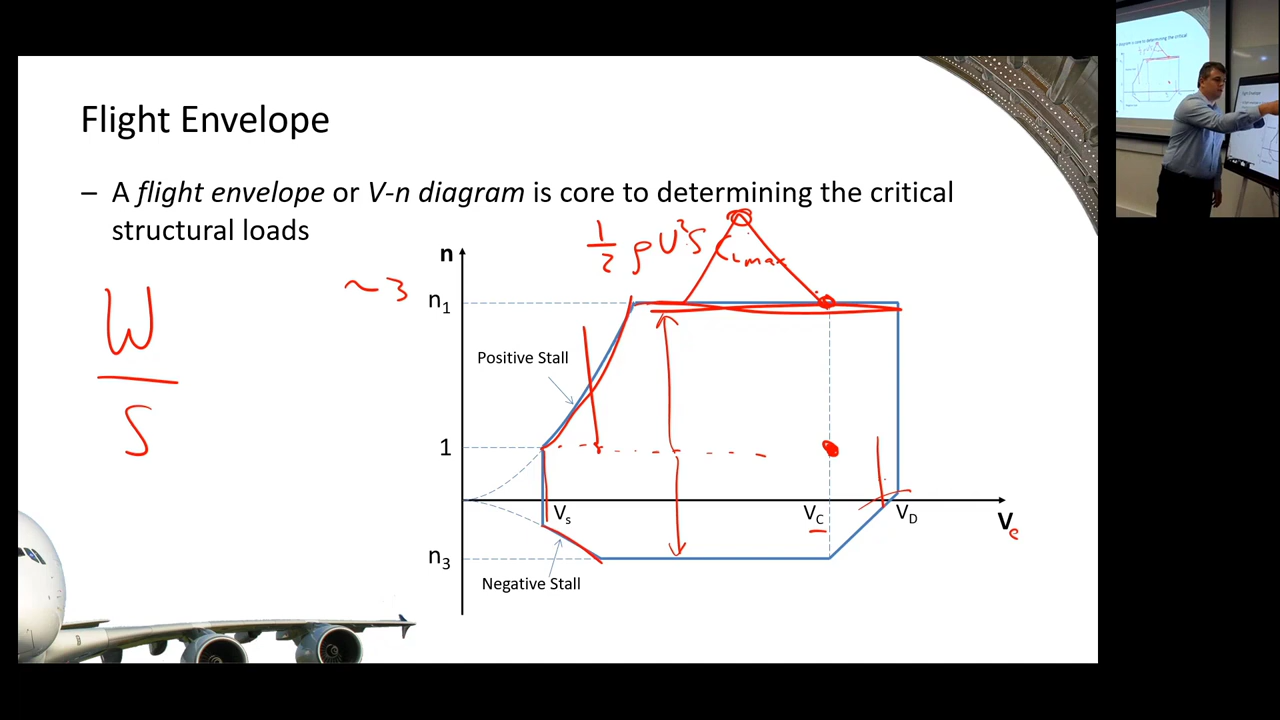 Flight Envelope
– A flight envelope or V-n diagram is core to determining the critical
structural loads
1/2 ρU²S CLmax
n
~3
n1
W
S
Positive Stall
1
Vs
VC
VD
Ve
n3
Negative Stall